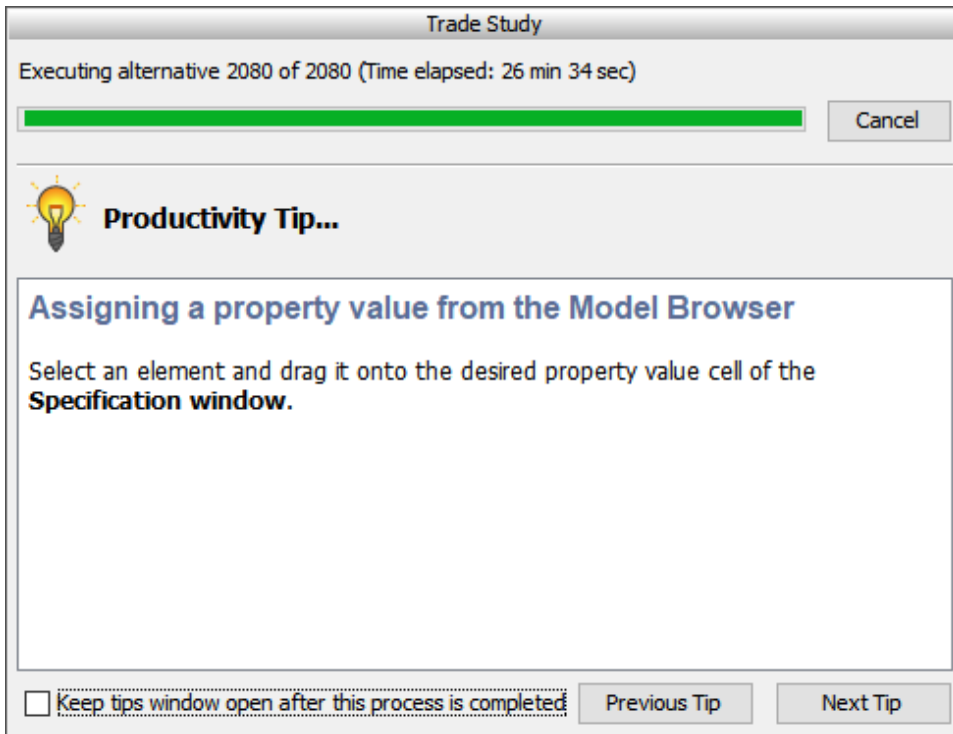 Trade Study
Executing alternative 2080 of 2080 (Time elapsed: 26 min 34 sec)
Cancel
Productivity Tip...
Assigning a property value from the Model Browser
Select an element and drag it onto the desired property value cell of the
Specification window.
Keep tips window open after this process is completed
Previous Tip
Next Tip